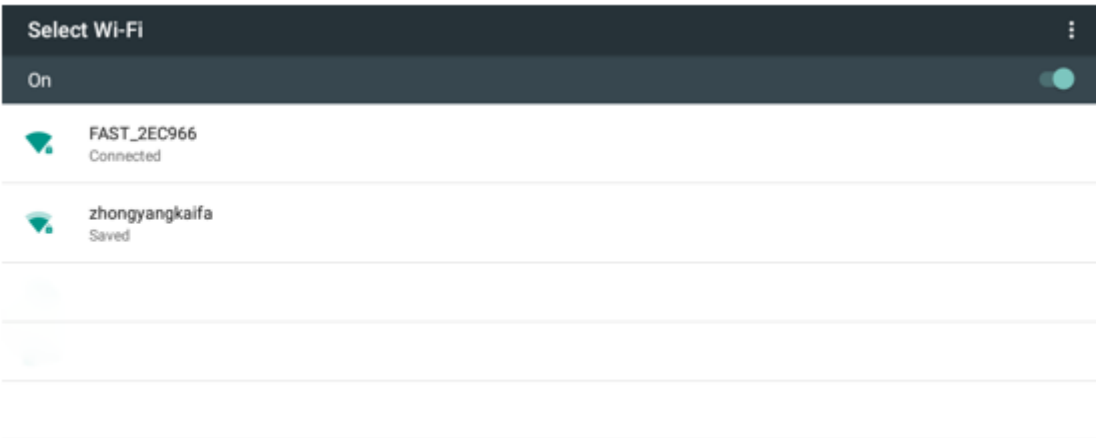 Select Wi-Fi
On
FAST_2EC966
Connected
zhongyangkaifa
Saved